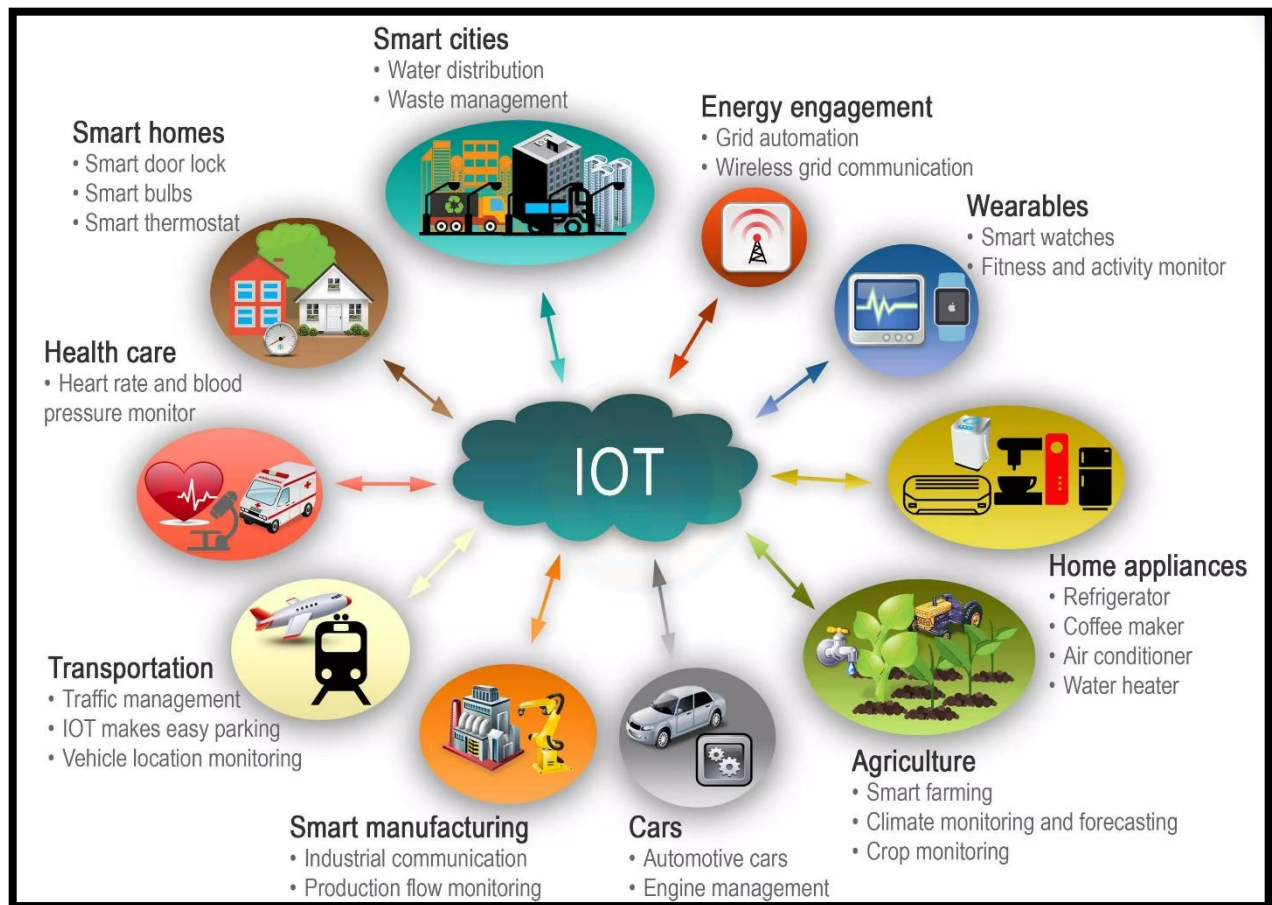 Smart cities
• Water distribution
• Waste management
Energy engagement
• Grid automation
• Wireless grid communication
Smart homes
• Smart door lock
• Smart bulbs
• Smart thermostat
Wearables
• Smart watches
• Fitness and activity monitor
Health care
• Heart rate and blood
pressure monitor
IOT
Home appliances
• Refrigerator
• Coffee maker
• Air conditioner
• Water heater
Transportation
• Traffic management
• IOT makes easy parking
• Vehicle location monitoring
Agriculture
• Smart farming
• Climate monitoring and forecasting
• Crop monitoring
Smart manufacturing
• Industrial communication
• Production flow monitoring
Cars
• Automotive cars
• Engine management